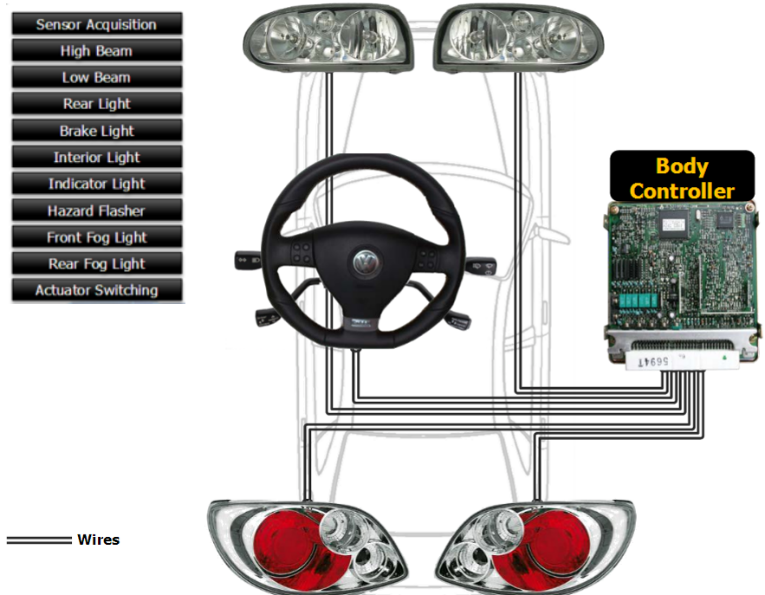 Sensor Acquisition
High Beam
Low Beam
Rear Light
Brake Light
Interior Light
Indicator Light
Hazard Flasher
Front Fog Light
Rear Fog Light
Actuator Switching
Body
Controller
5694T
Wires